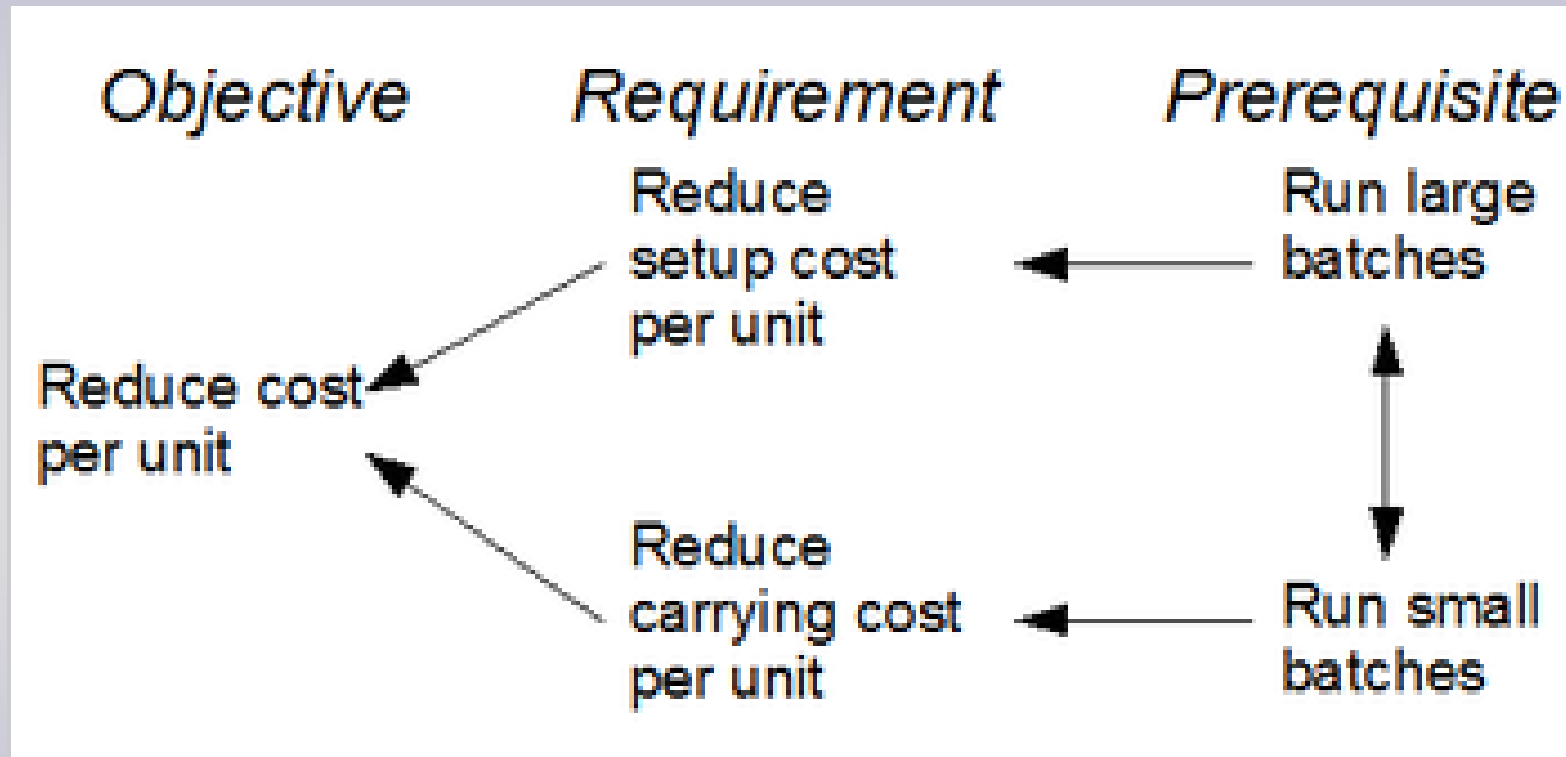 Objective
Requirement
Prerequisite
Reduce
setup cost
per unit
Run large
batches
Reduce cost
per unit
Reduce
carrying cost
per unit
Run small
batches